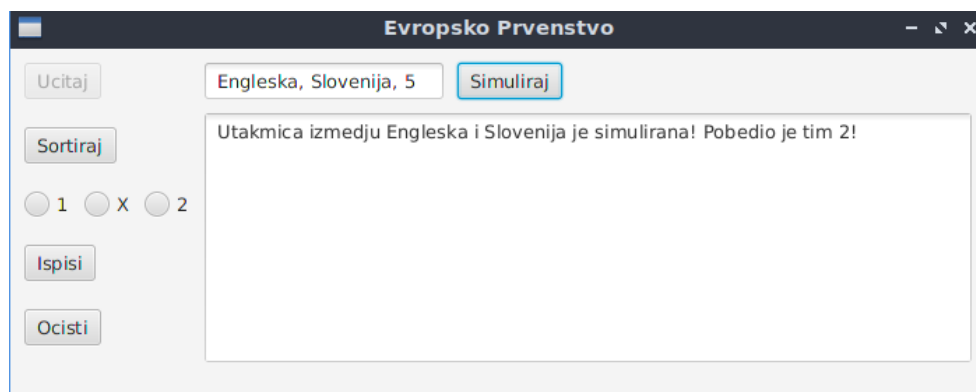 Evropsko Prvenstvo
Ucitaj
Engleska, Slovenija, 5
Simuliraj
Sortiraj
Utakmica izmedju Engleska i Slovenija je simulirana! Pobedio je tim 2!
1 X 2
Ispisi
Ocisti